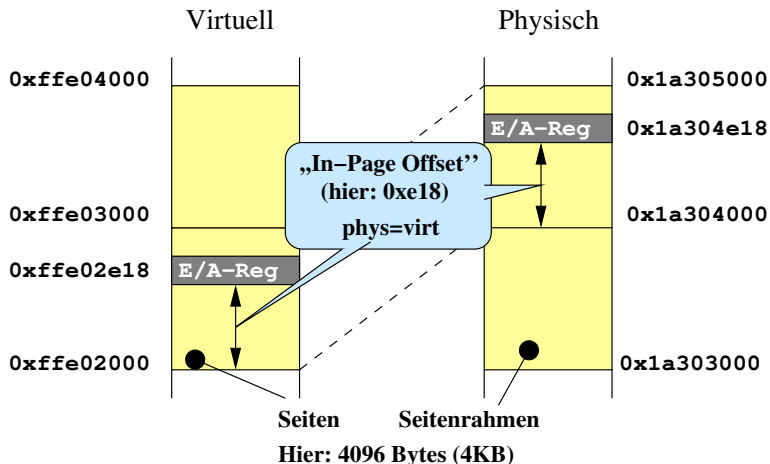 Virtuell
Physisch
0xffe04000
0x1a305000
E/A-Reg
0x1a304e18
„In-Page Offset’’
(hier: 0xe18)
phys=virt
0xffe03000
0x1a304000
0xffe02e18
E/A-Reg
0xffe02000
0x1a303000
Seiten
Seitenrahmen
Hier: 4096 Bytes (4KB)